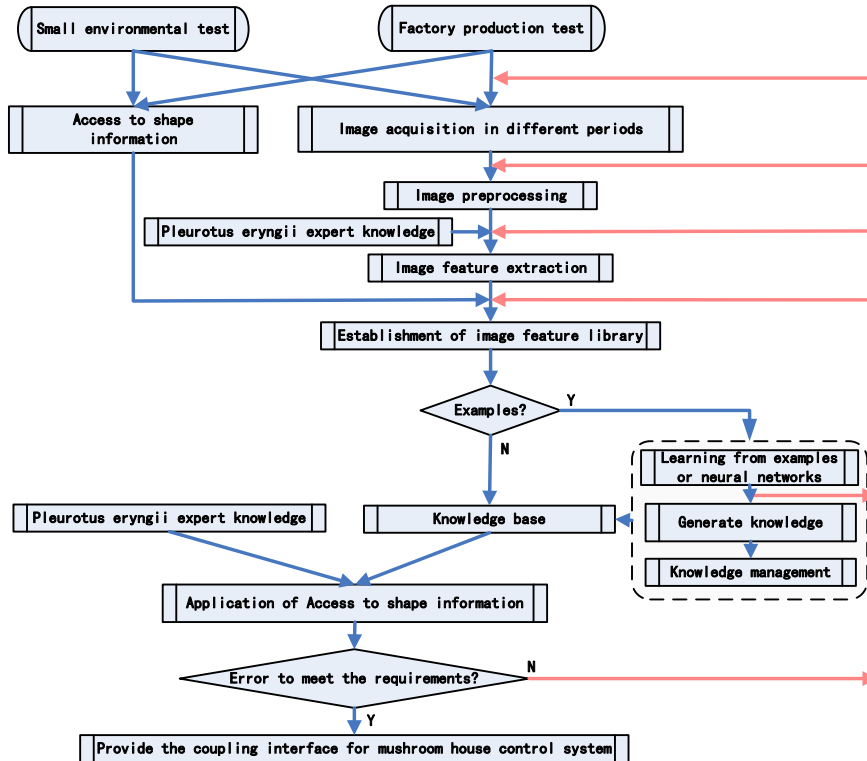 Small environmental test
Factory production test
Access to shape
information
Image acquisition in different periods
Image preprocessing
Pleurotus eryngii expert knowledge
Image feature extraction
Establishment of image feature library
Examples?
Y
N
Learning from examples
or neural networks
Pleurotus eryngii expert knowledge
Knowledge base
Generate knowledge
Knowledge management
Application of Access to shape information
Error to meet the requirements?
N
Y
Provide the coupling interface for mushroom house control system